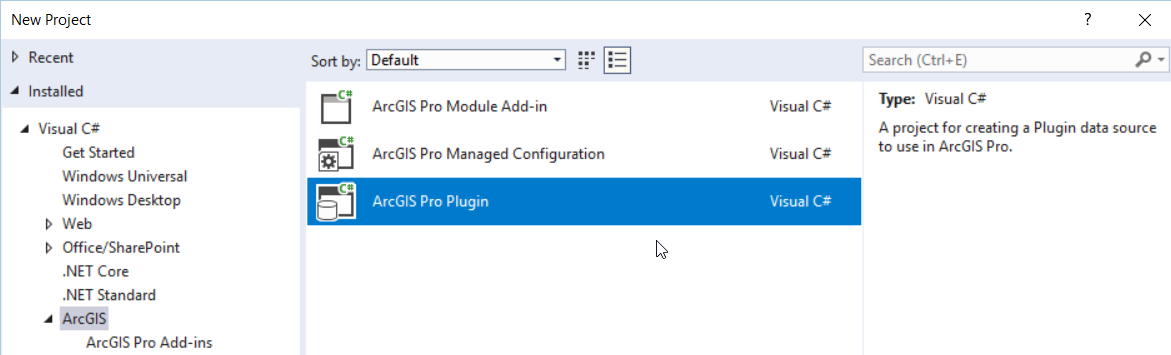 New Project
?
Recent
Installed
Visual C#
Get Started
Windows Universal
Windows Desktop
Web
Office/SharePoint
.NET Core
.NET Standard
ArcGIS
ArcGIS Pro Add-ins
Sort by: Default
C# ArcGIS Pro Module Add-in Visual C#
C# ArcGIS Pro Managed Configuration Visual C#
C# ArcGIS Pro Plugin Visual C#
Search (Ctrl+E)
Type: Visual C#
A project for creating a Plugin data source
to use in ArcGIS Pro.